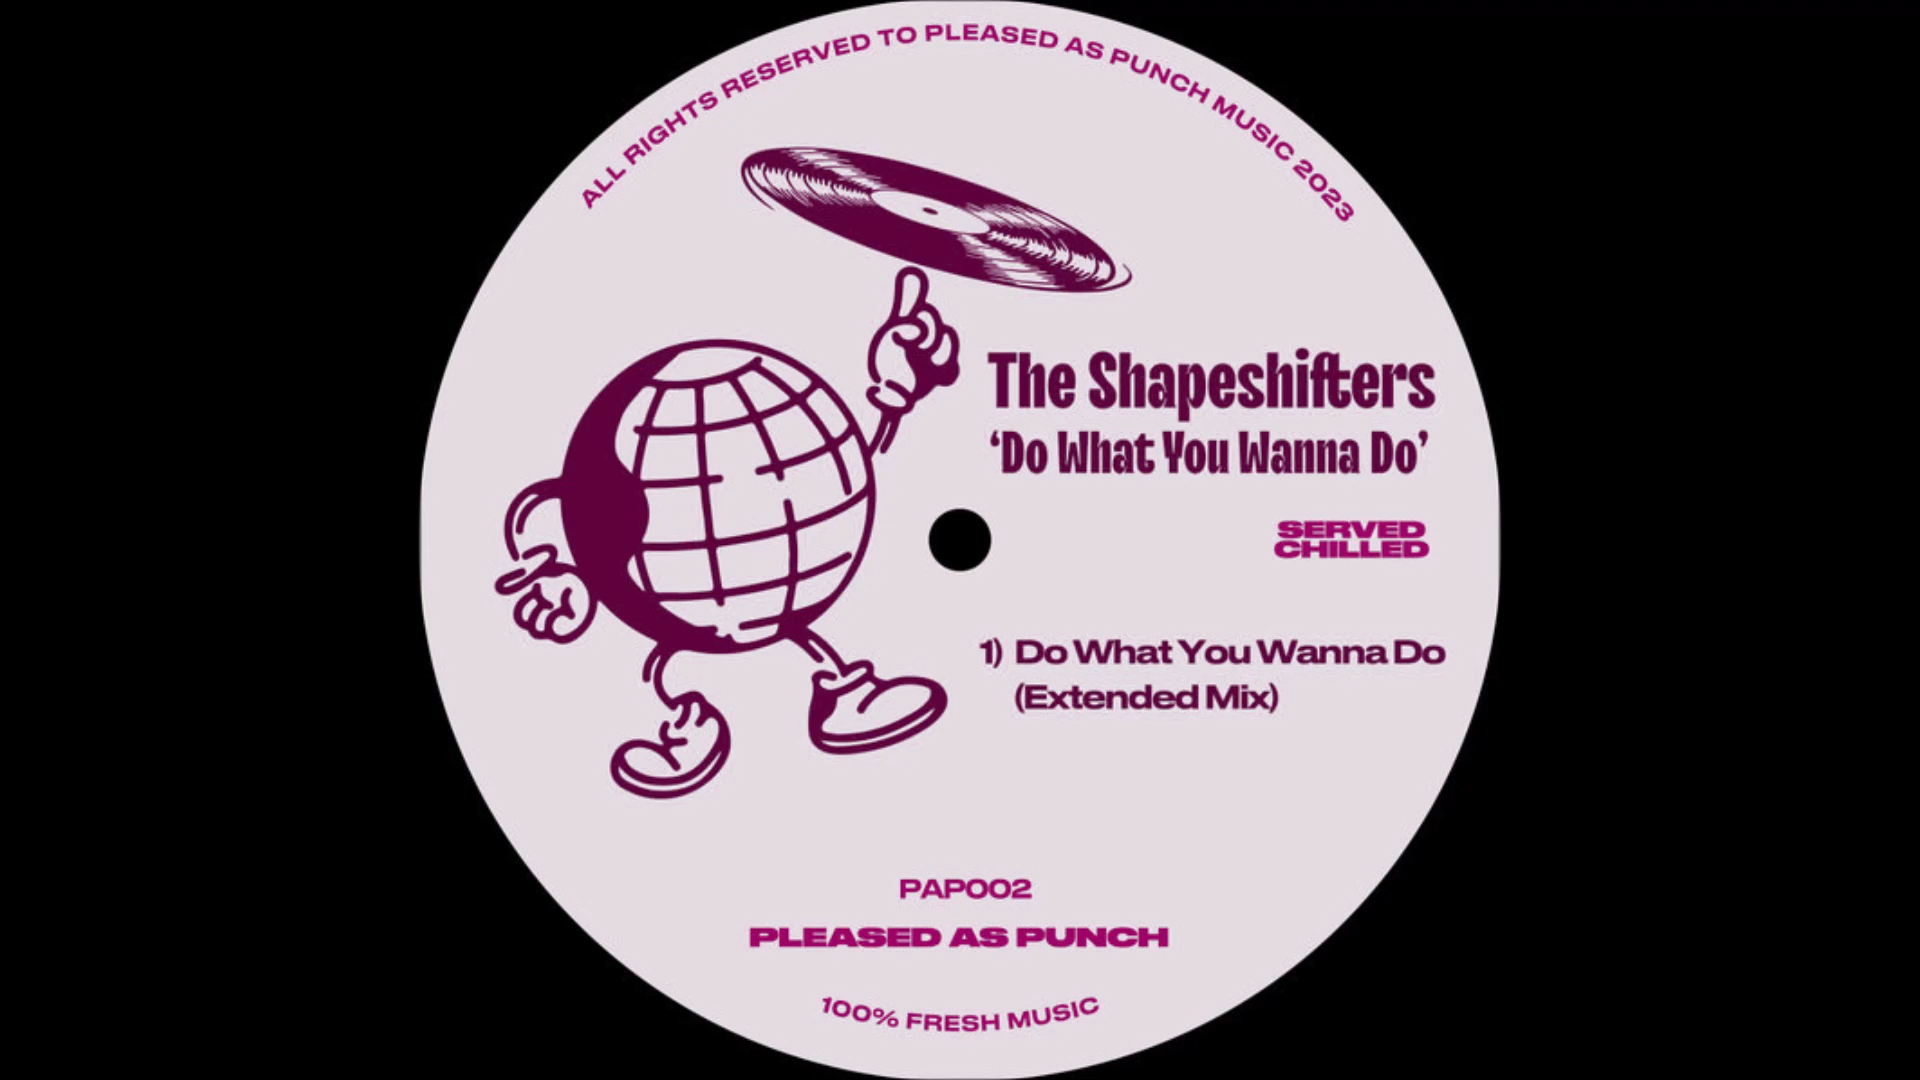 ALL RIGHTS RESERVED TO PLEASED AS PUNCH MUSIC 2023
The Shapeshifters
‘Do What You Wanna Do’
SERVED
CHILLED
1) Do What You Wanna Do
(Extended Mix)
PAP002
PLEASED AS PUNCH
100% FRESH MUSIC